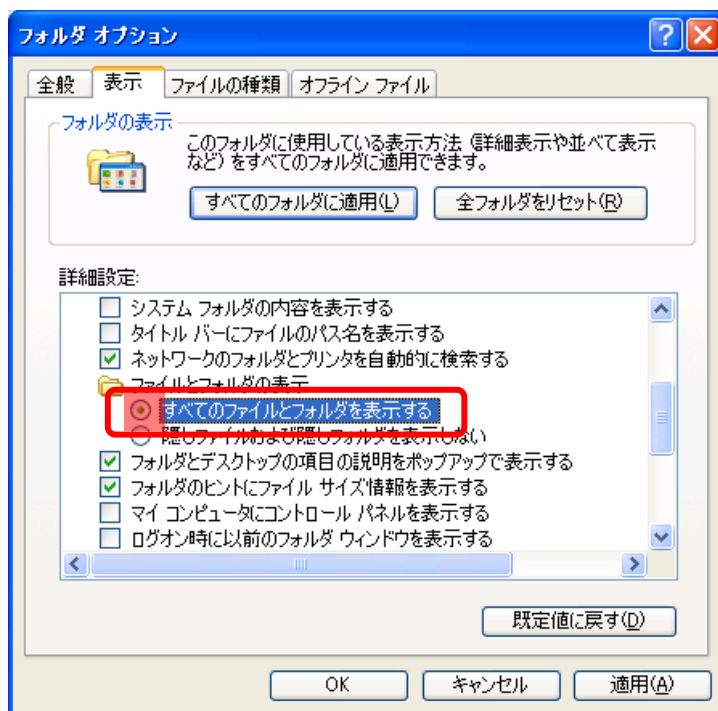 フォルダ オプション
全般 表示 ファイルの種類 オフライン ファイル
フォルダの表示
このフォルダに使用している表示方法 (詳細表示や並べて表示
など) をすべてのフォルダに適用できます。
すべてのフォルダに適用(L) 全フォルダをリセット(R)
詳細設定:
システム フォルダの内容を表示する
タイトル バーにファイルのパス名を表示する
ネットワークのフォルダとプリンタを自動的に検索する
ファイルとフォルダの表示
すべてのファイルとフォルダを表示する
隠しファイルおよび隠しフォルダを表示しない
フォルダとデスクトップの項目の説明をポップアップで表示する
フォルダのヒントにファイル サイズ情報を表示する
マイ コンピュータにコントロール パネルを表示する
ログオン時に以前のフォルダ ウィンドウを表示する
既定値に戻す(D)
OK キャンセル 適用(A)